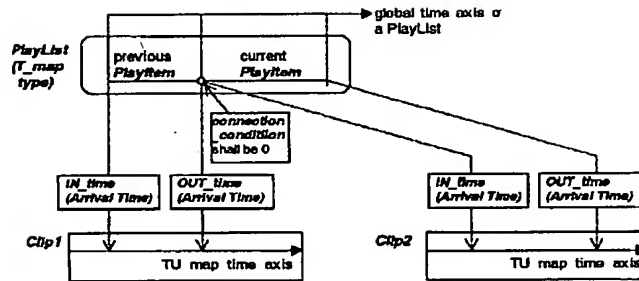 global time axis o
a PlayList
PlayList
(T_map
type)
previous
PlayItem
current
PlayItem
connection
_condition
shall be 0
IN_time
(Arrival Time)
OUT_time
(Arrival Time)
IN_time
(Arrival Time)
OUT_time
(Arrival Time)
Clip1
TU map time axis
Clip2
TU map time axis